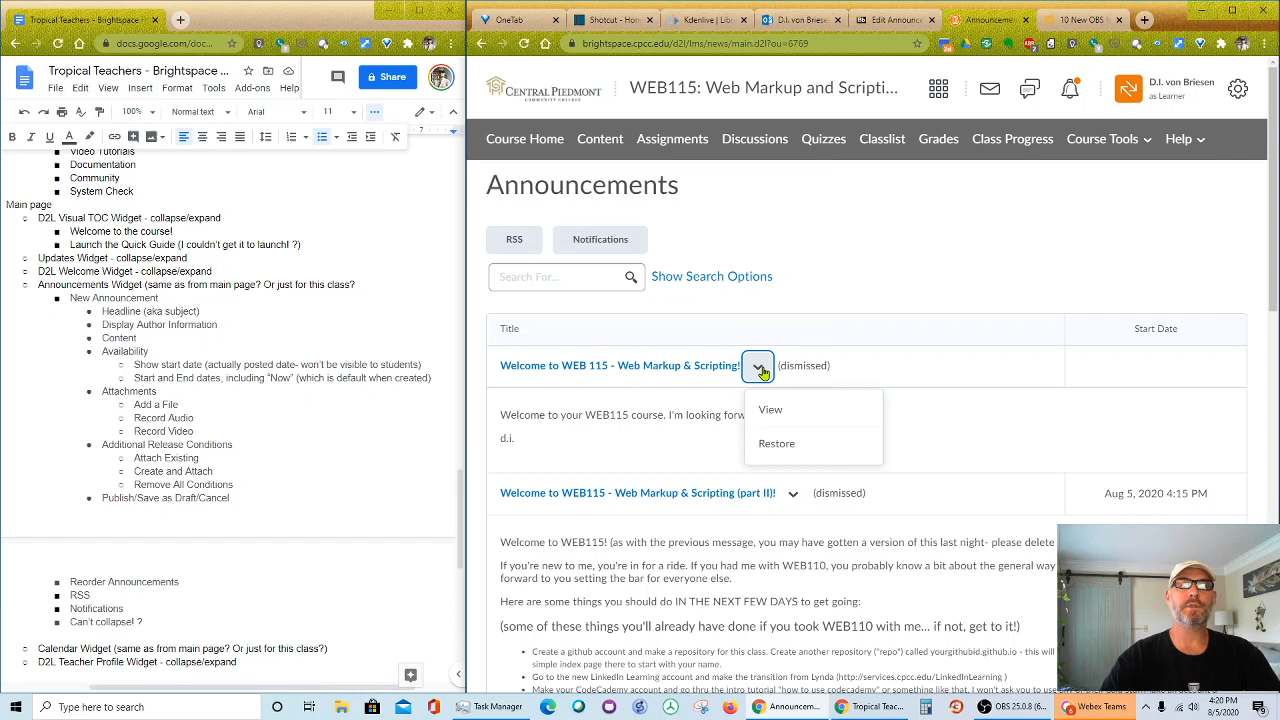 Tropical Teachers - Brightspace
OneTab
Shotcut - Hon
Kdenlive | Lib
D.I. von Briese
Edit Announce
Announcemen
10 New OBS
docs.google.com/doc...
brightspace.cpcc.edu/d2l/lms/news/main.d2l?ou=6769
Tropical Teachers - Brightspace ...
File Edit View Insert Format Tools Add-ons Help
Share
100% Normal text Arial 11
7
Video Tutorials
Documentation
Community
System Check
Main page
D2L Visual TOC Widget - collapse/expand
Welcome to the course!
Launch the Quick Guide (I couldn't get it to launch! ?)
Updates Widget - collapse/expand
D2L Welcome Widget - collapse/expand
Announcements Widget (same as from main page? Or just for this class?
New Announcement
Headline (aka subject)
Display Author Information
Content
Availability
Show start date (actually posted date- won't be visible to students)
Start and End dates, including "Now" (which is default when created)
Attachments
Add a File
Record Audio
Record Video
Additional Release Conditions
Attach Existing
Create and Attach
Remove All Conditions
Publish/Save as Draft/Cancel
Reorder Announcements
RSS
Notifications
Can't collapse! ?
Calendar Widget (same as from main page? Or just for this class?)
D2L Teacher Profile Widget - collapse/expand
CENTRAL PIEDMONT
COMMUNITY COLLEGE
WEB115: Web Markup and Scripti...
D.I. von Briesen
as Learner
Course Home Content Assignments Discussions Quizzes Classlist Grades Class Progress Course Tools Help
Announcements
RSS Notifications
Search For... Show Search Options
Title Start Date
Welcome to WEB 115 - Web Markup & Scripting! (dismissed)
View
Restore
Welcome to your WEB115 course. I'm looking forw
d.i.
Welcome to WEB115 - Web Markup & Scripting (part II)! (dismissed) Aug 5, 2020 4:15 PM
Welcome to WEB115! (as with the previous message, you may have gotten a version of this last night- please delete
If you're new to me, you're in for a ride. If you had me with WEB110, you probably know a bit about the general way
forward to you setting the bar for everyone else.
Here are some things you should do IN THE NEXT FEW DAYS to get going:
(some of these things you'll already have done if you took WEB110 with me... if not, get to it!)
Create a github account and make a repository for this class. Create another repository ("repo") called yourgithubid.github.io - this will
simple index page there to start with your name.
Go to the new LinkedIn Learning account and make the transition from Lynda (http://services.cpcc.edu/LinkedInLearning )
Type here to search
Task Manager
Announcem...
Tropical Teac...
OBS 25.0.8 (6...
Webex Teams
4:20 PM
8/5/2020